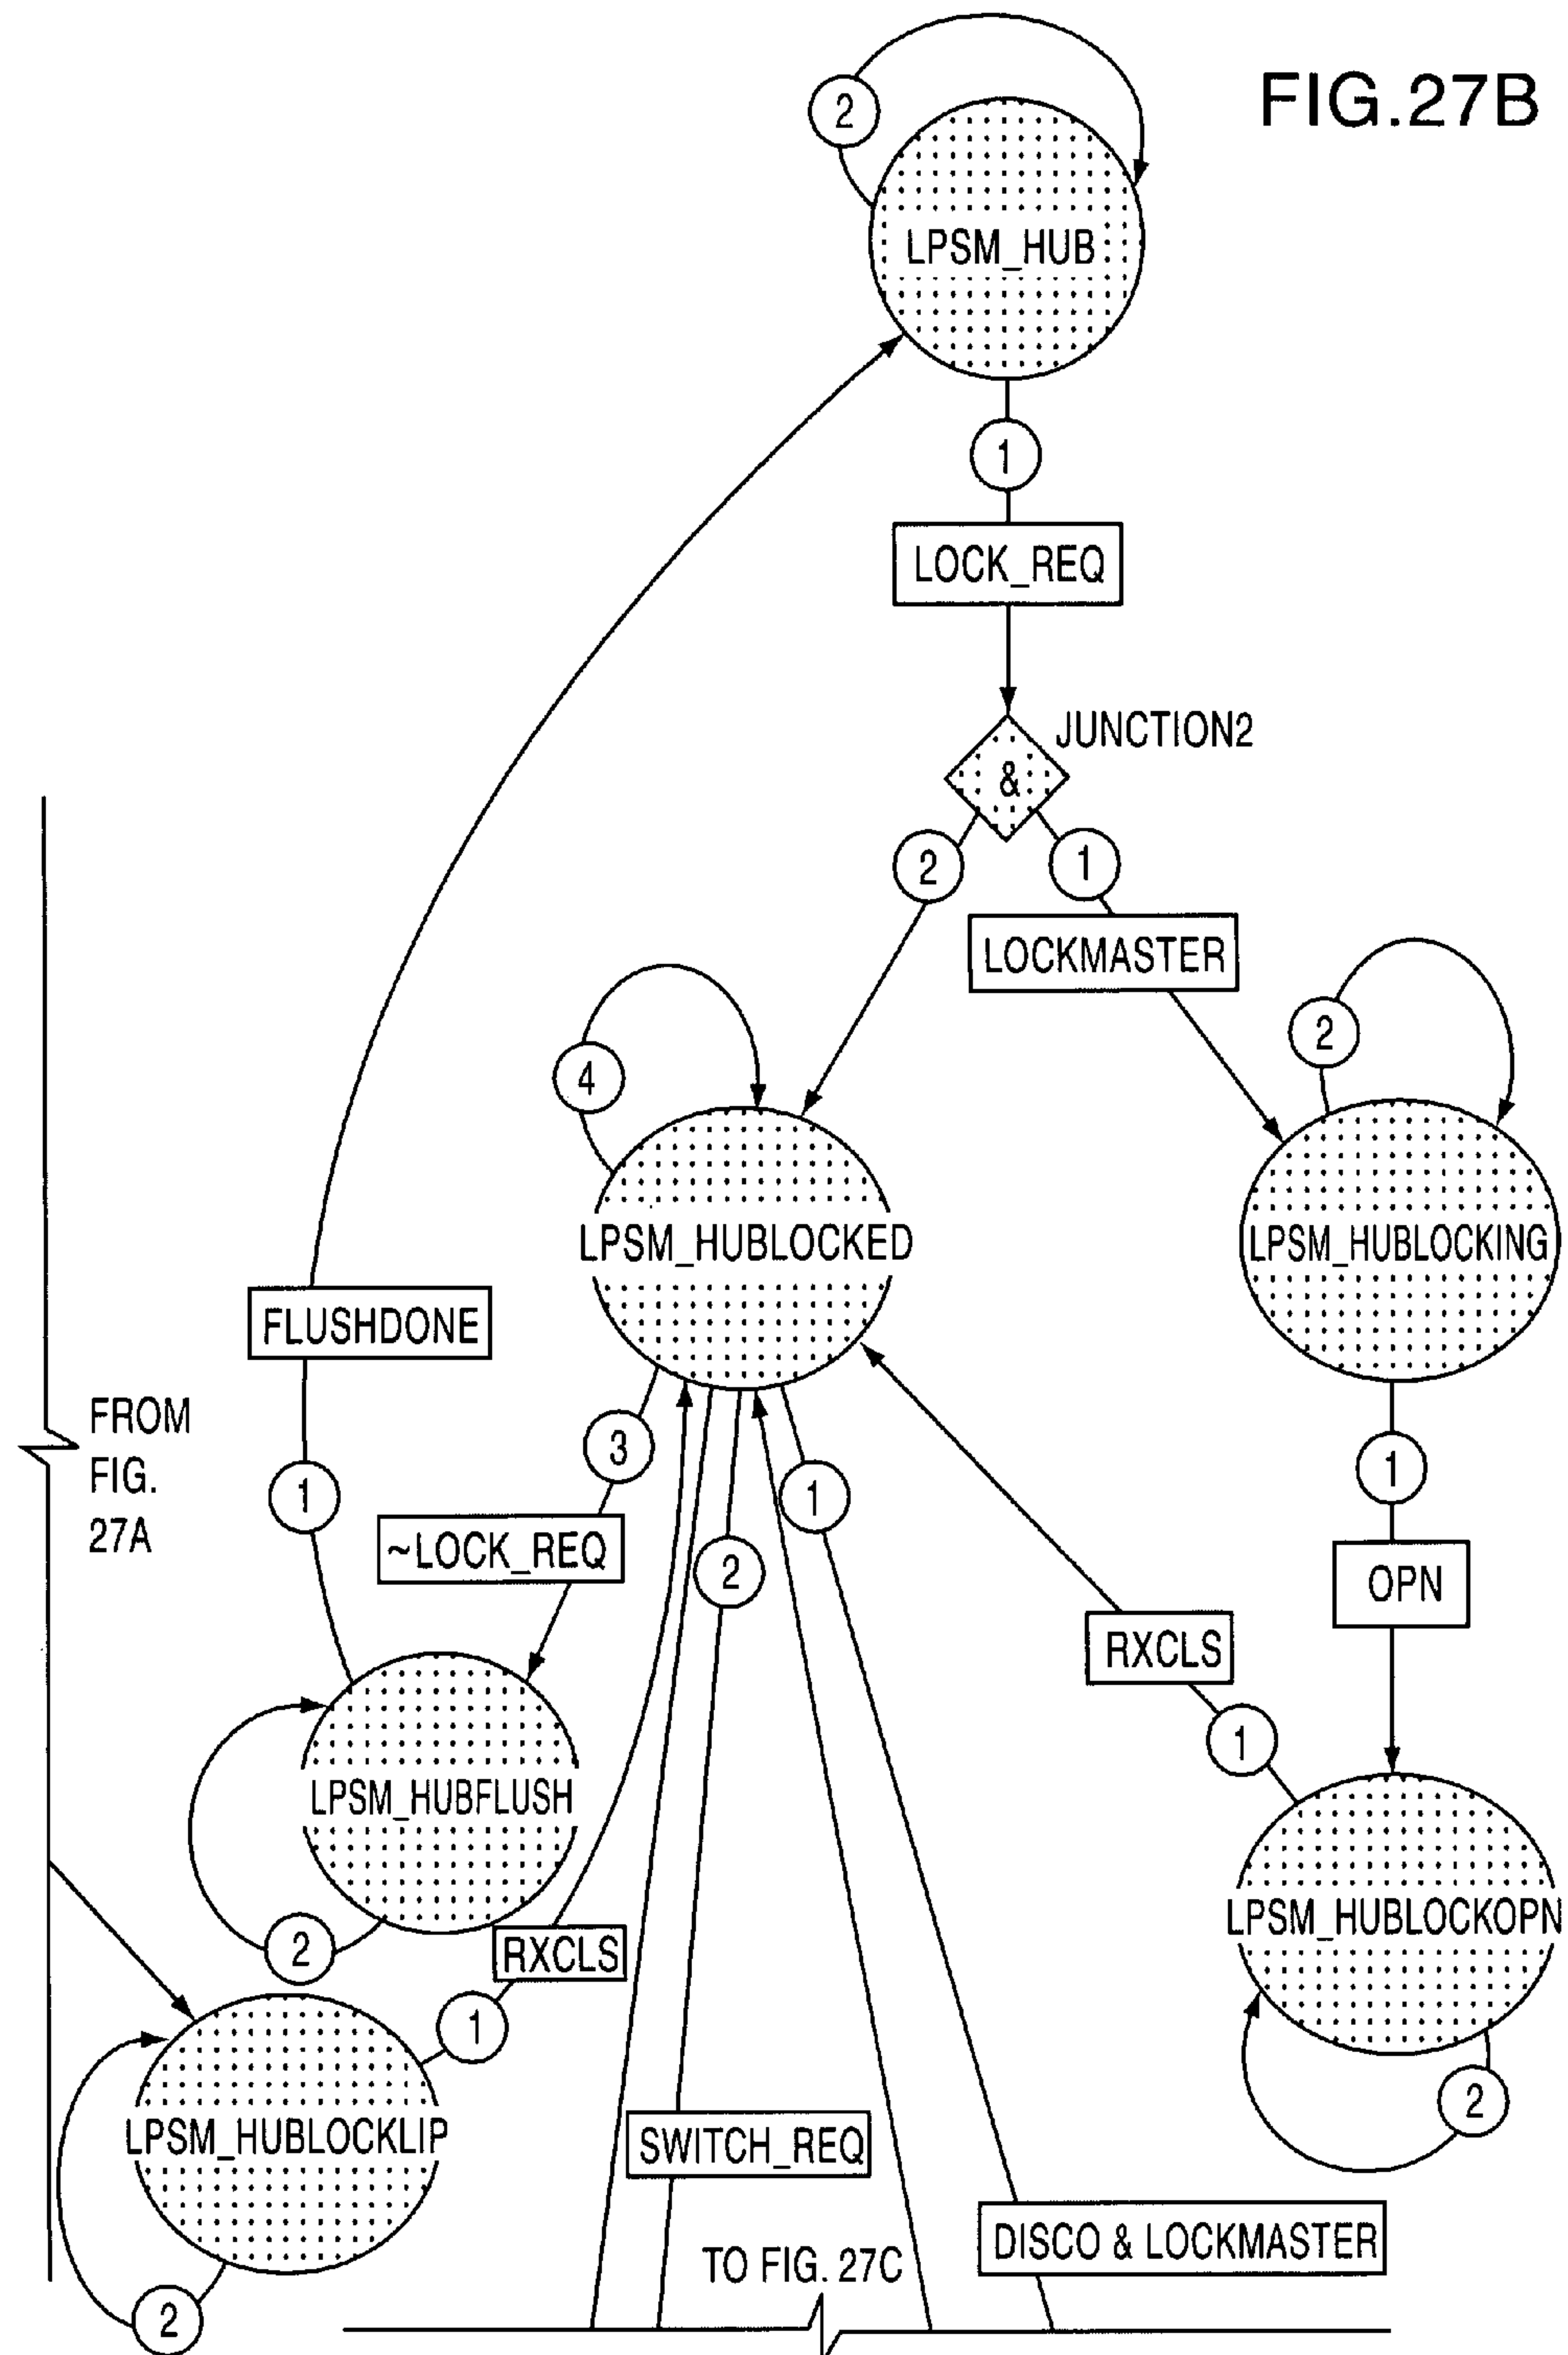 FIG.27B
2
LPSM_HUB
1
LOCK_REQ
JUNCTION2
&
2
1
LOCKMASTER
2
4
LPSM_HUBLOCKED
LPSM_HUBLOCKING
FLUSHDONE
FROM
FIG.
27A
3
1
1
1
~LOCK_REQ
2
OPN
RXCLS
1
LPSM_HUBFLUSH
LPSM_HUBLOCKOPN
2
RXCLS
1
2
LPSM_HUBLOCKLIP
SWITCH_REQ
DISCO & LOCKMASTER
TO FIG. 27C
2